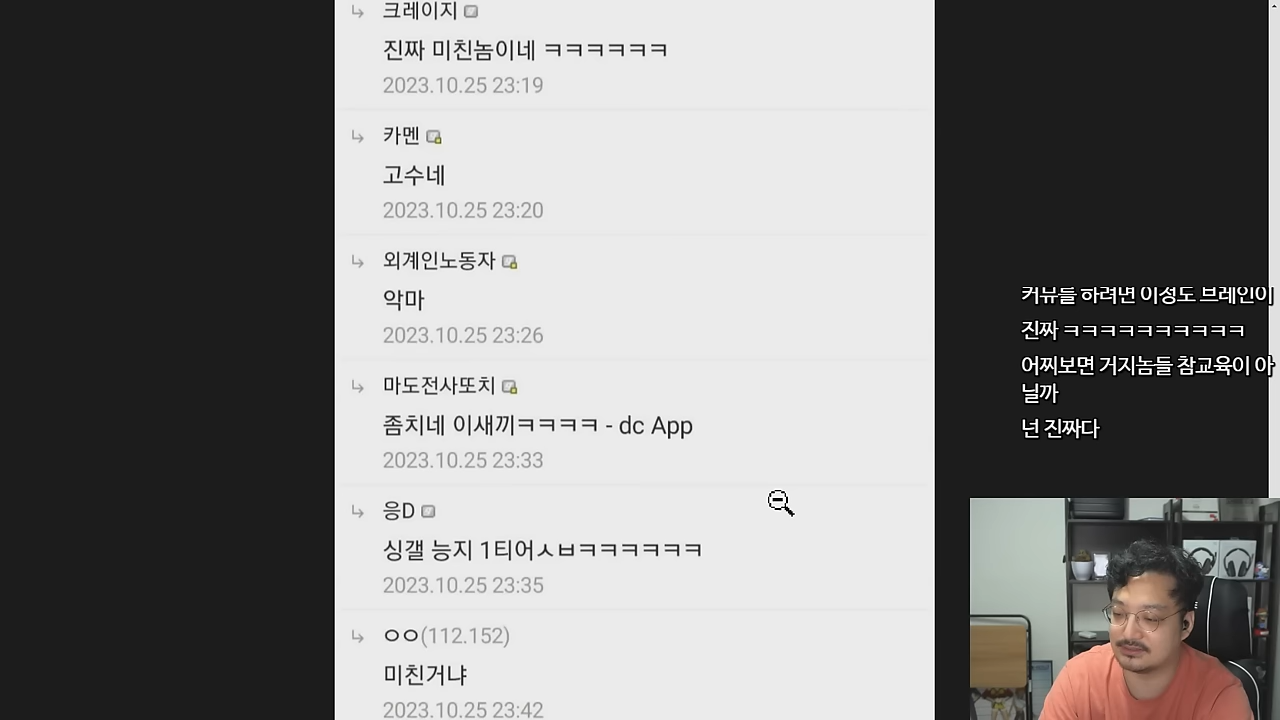 크레이지
진짜 미친놈이네 ㅋㅋㅋㅋㅋㅋ
2023.10.25 23:19
카멘
고수네
2023.10.25 23:20
외계인노동자
악마
2023.10.25 23:26
마도전사또치
좀치네 이새끼ㅋㅋㅋㅋ - dc App
2023.10.25 23:33
응D
싱갤 능지 1티어ㅅㅂㅋㅋㅋㅋㅋㅋ
2023.10.25 23:35
ㅇㅇ(112.152)
미친거냐
2023.10.25 23:42
커뮤들 하려면 이정도 브레인이
진짜 ㅋㅋㅋㅋㅋㅋㅋㅋㅋㅋ
어찌보면 거지놈들 참교육이 아
닐까
넌 진짜다